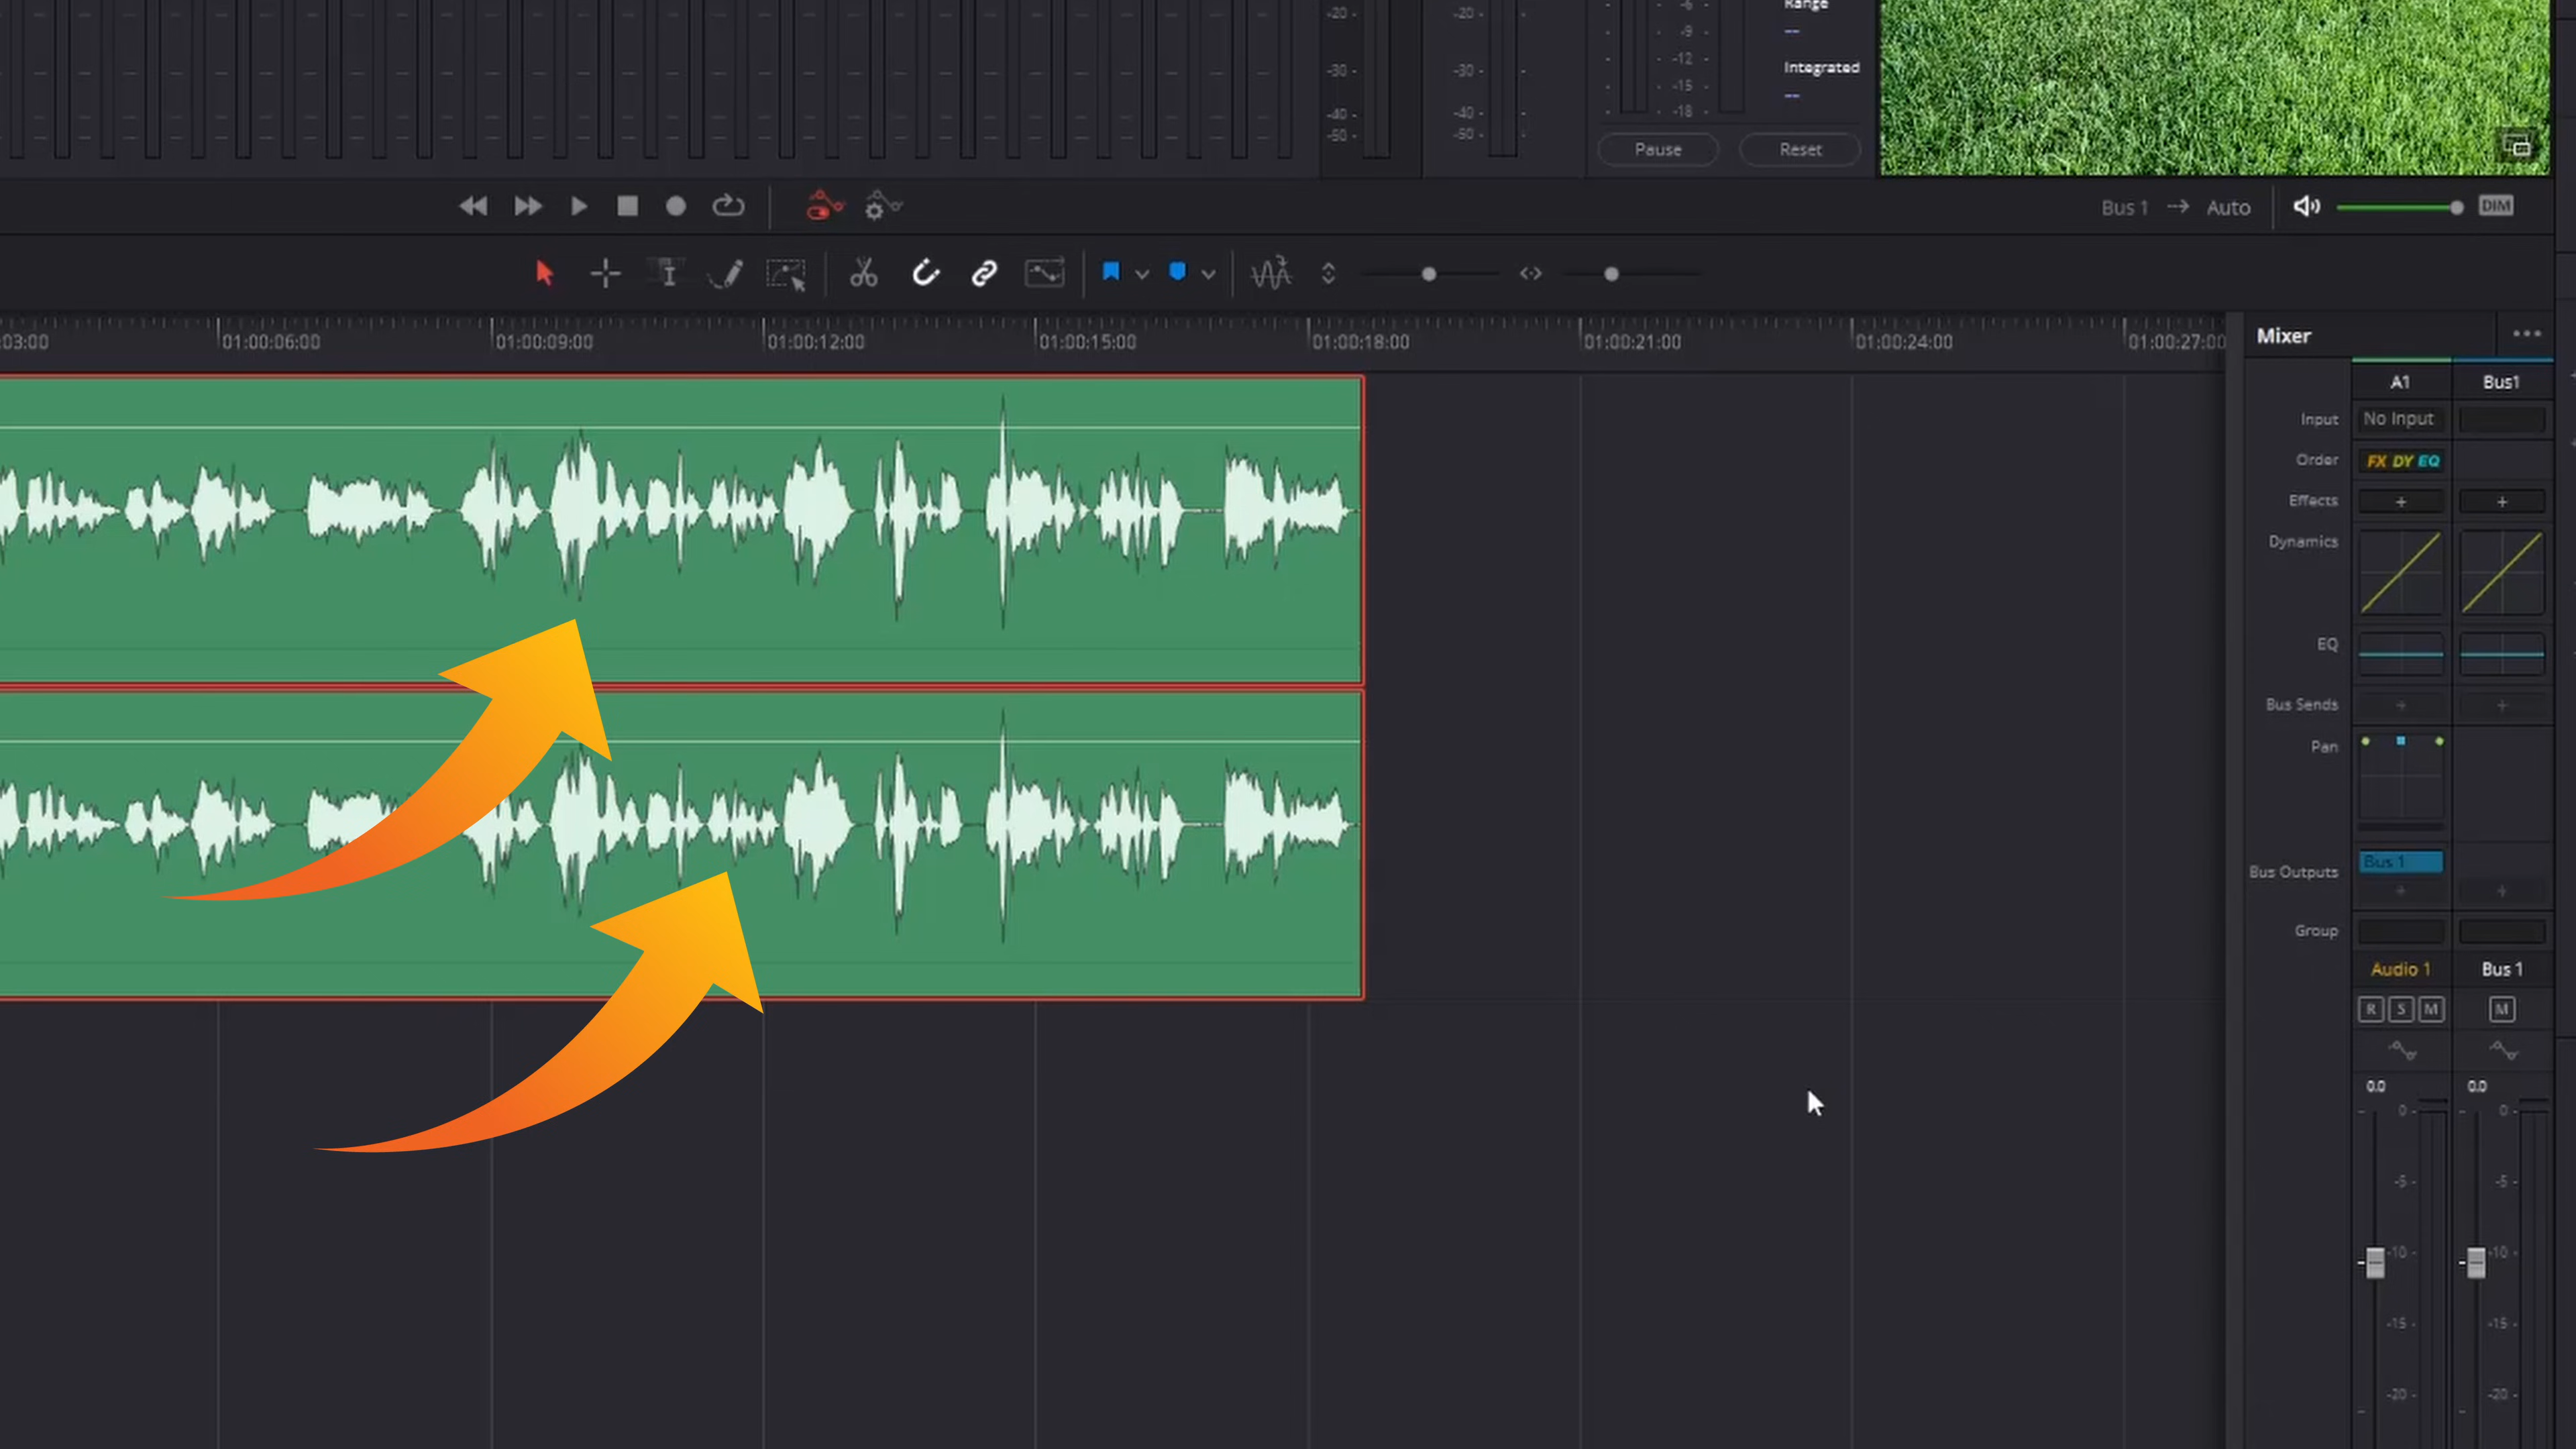 -20 -
-20 -
-6
Range
--
-9
-30 -
-30 -
-12
Integrated
-15
--
-40 -
-40 -
-18
-50 -
-50 -
Pause
Reset
Bus 1
Auto
DIM
:03:00
01:00:06:00
01:00:09:00
01:00:12:00
01:00:15:00
01:00:18:00
01:00:21:00
01:00:24:00
01:00:27:00
Mixer
A1
Bus1
Input
No Input
Order
FX DY EQ
Effects
+
+
Dynamics
EQ
Bus Sends
+
+
Pan
Bus 1
Bus Outputs
+
+
Group
Audio 1
Bus 1
R S M
M
0.0
0.0
0 -
0 -
-5 -
-5 -
-10 -
-10 -
-15 -
-15 -
-20 -
-20 -